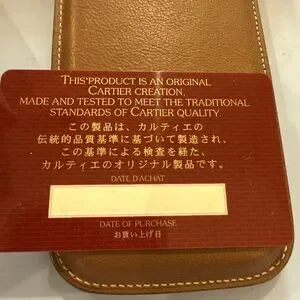 THIS PRODUCT IS AN ORIGINAL
CARTIER CREATION,
MADE AND TESTED TO MEET THE TRADITIONAL
STANDARDS OF CARTIER QUALITY.
この製品は、カルティエの
伝統的品質基準に基づいて製造され、
この基準による検査を経た、
カルティエのオリジナル製品です。
DATE D'ACHAT
DATE OF PURCHASE
お買い上げ日